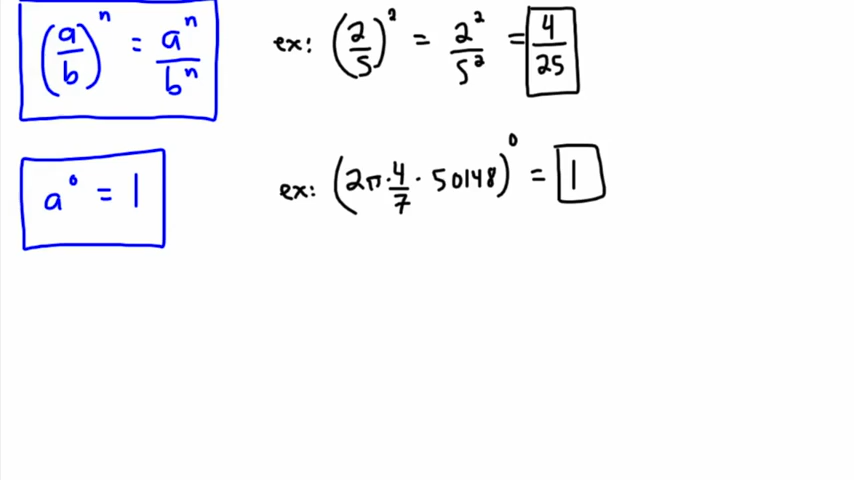 (a/b)^n = a^n/b^n ex: (2/5)^2 = 2^2/5^2 = 4/25
a^0 = 1 ex: (2π · 4/7 · 50148)^0 = 1